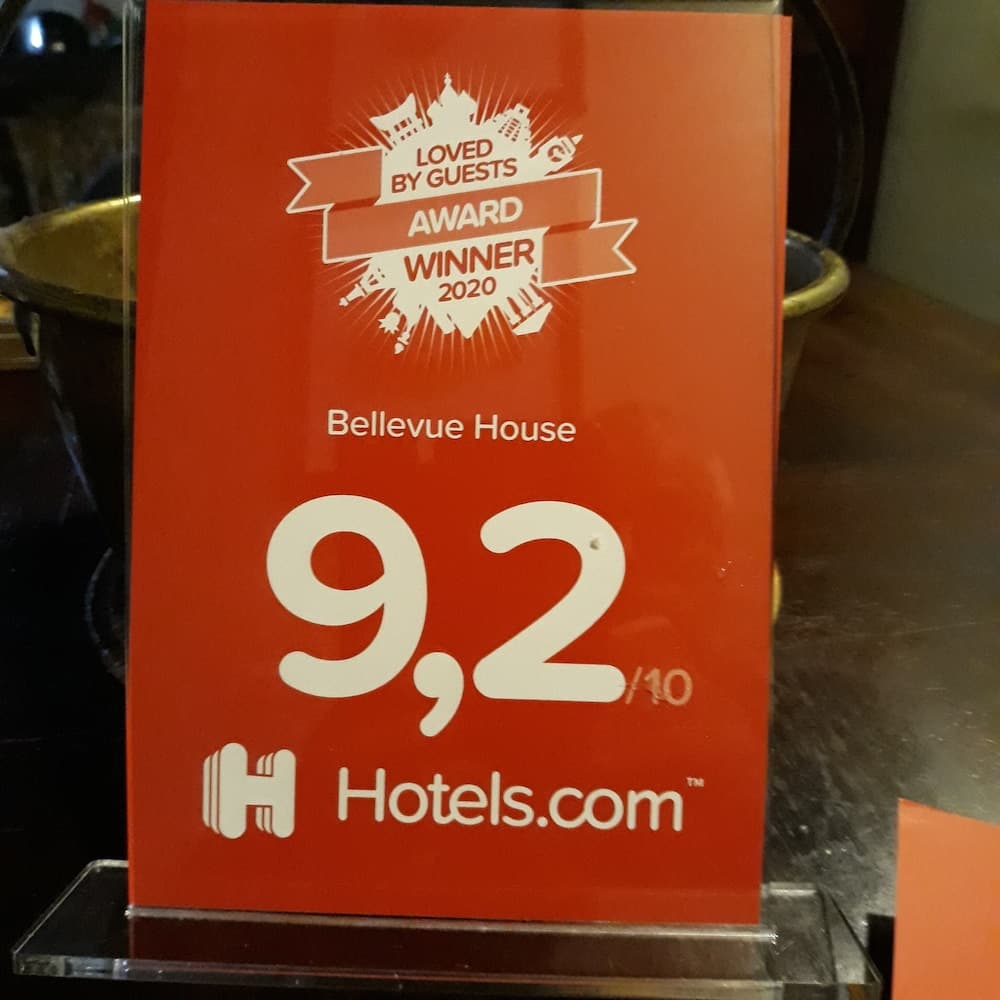 LOVED
BY GUESTS
AWARD
WINNER
2020
Bellevue House
9,2/10
H Hotels.com™